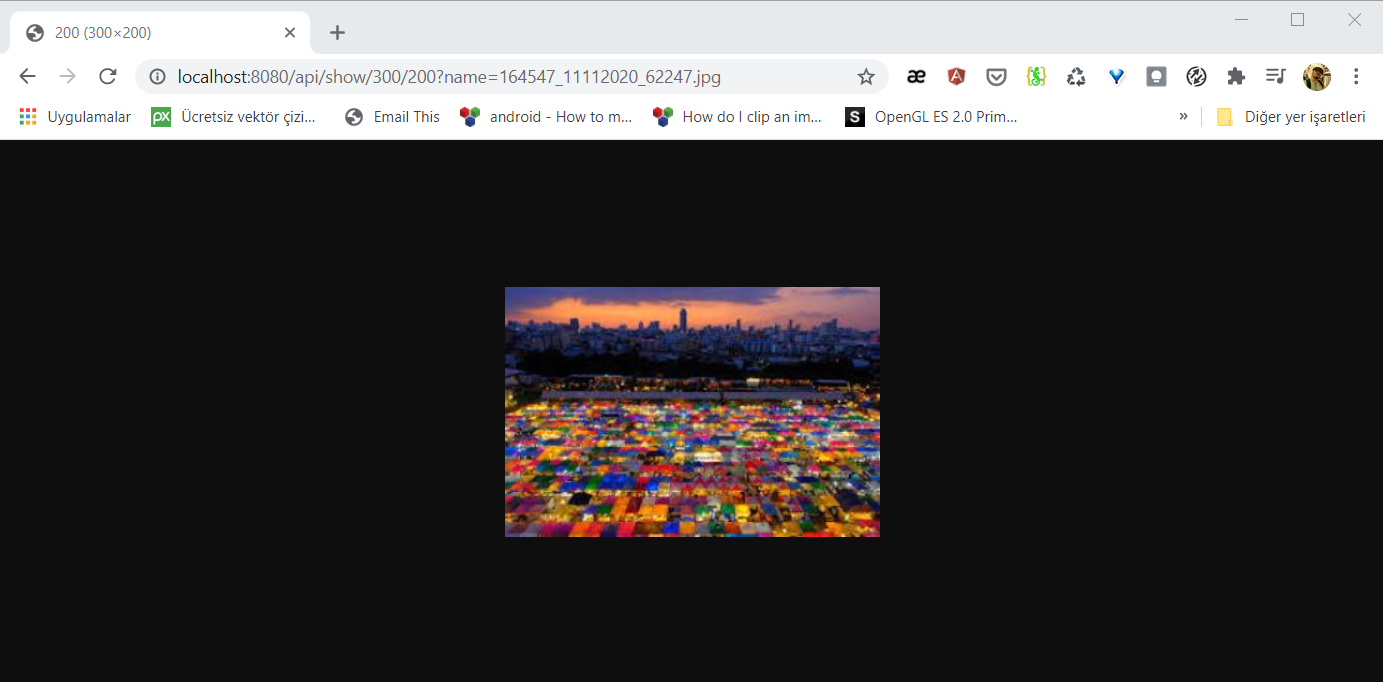 200 (300×200)
localhost:8080/api/show/300/200?name=164547_11112020_62247.jpg
æ A Y
Uygulamalar px Ücretsiz vektör çizi... Email This android - How to m... How do I clip an im... S OpenGL ES 2.0 Prim... » Diğer yer işaretleri